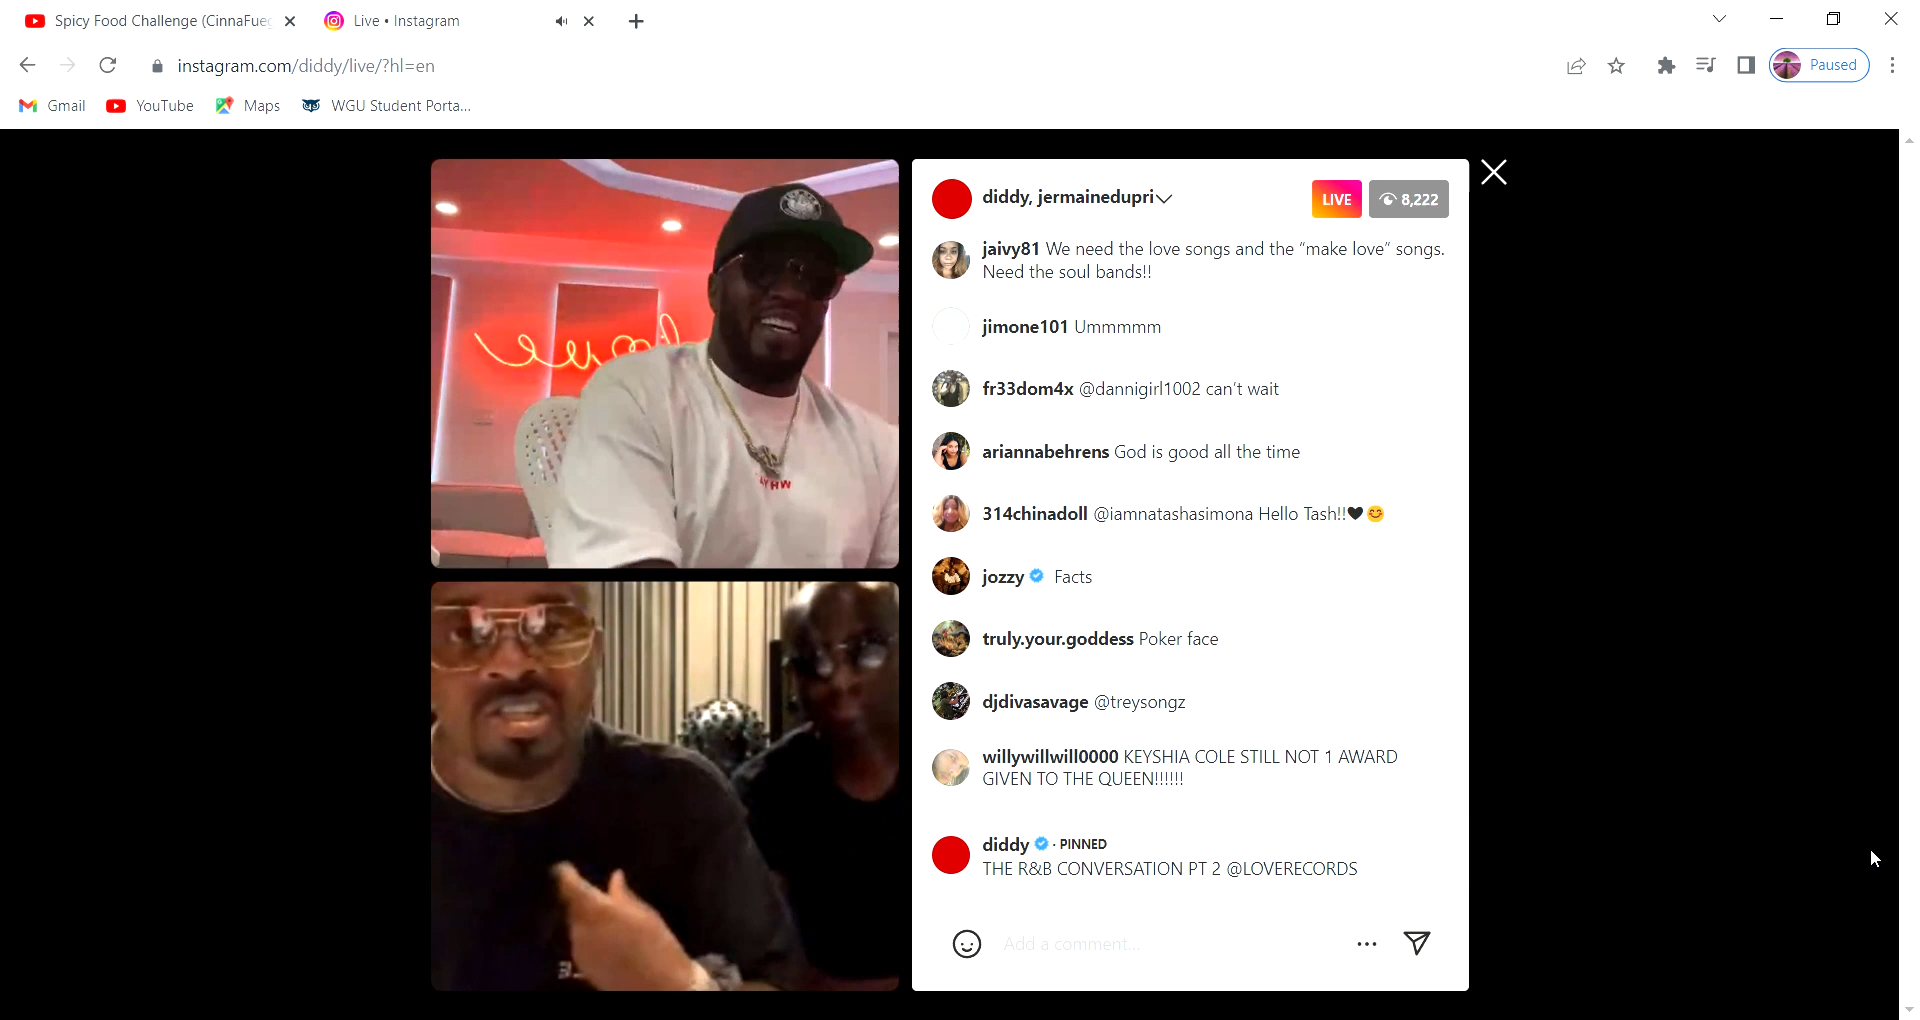 Spicy Food Challenge (CinnaFue
Live • Instagram
instagram.com/diddy/live/?hl=en
Paused
Gmail
YouTube
Maps
WGU Student Porta...
love
AYHW
diddy, jermainedupri
LIVE
8,222
jaivy81 We need the love songs and the “make love” songs.
Need the soul bands!!
jimone101 Ummmmm
fr33dom4x @dannigirl1002 can’t wait
ariannabehrens God is good all the time
314chinadoll @iamnatashasimona Hello Tash!!🖤😊
jozzy Facts
truly.your.goddess Poker face
djdivasavage @treysongz
willywillwill0000 KEYSHIA COLE STILL NOT 1 AWARD
GIVEN TO THE QUEEN!!!!!!
diddy · PINNED
THE R&B CONVERSATION PT 2 @LOVERECORDS
Add a comment...